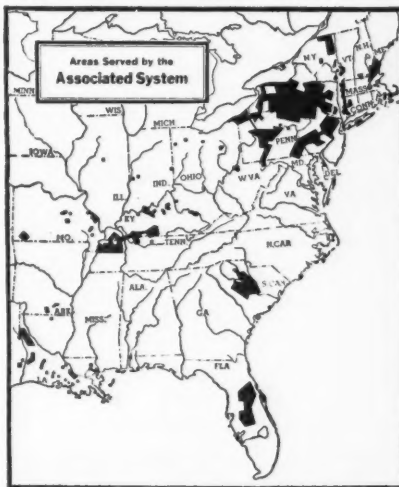 Areas Served by the
Associated System
MINN
WIS.
MICH.
N.Y.
VT.
N.H.
MASS.
CONN.
IOWA
ILL
IND.
OHIO
PENN.
MD.
DEL.
W.VA
VA.
KY
MO.
TENN.
N.CAR
S.CAR
ARK
MISS.
ALA.
GA
FLA
LA